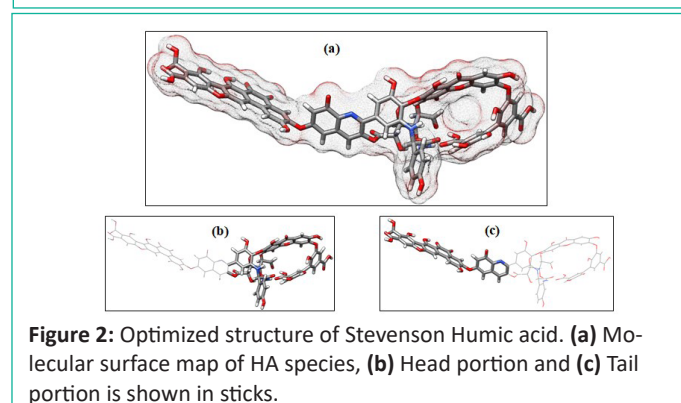 (a)
(b)
(c)
Figure 2: Optimized structure of Stevenson Humic acid. (a) Mo-
lecular surface map of HA species, (b) Head portion and (c) Tail
portion is shown in sticks.